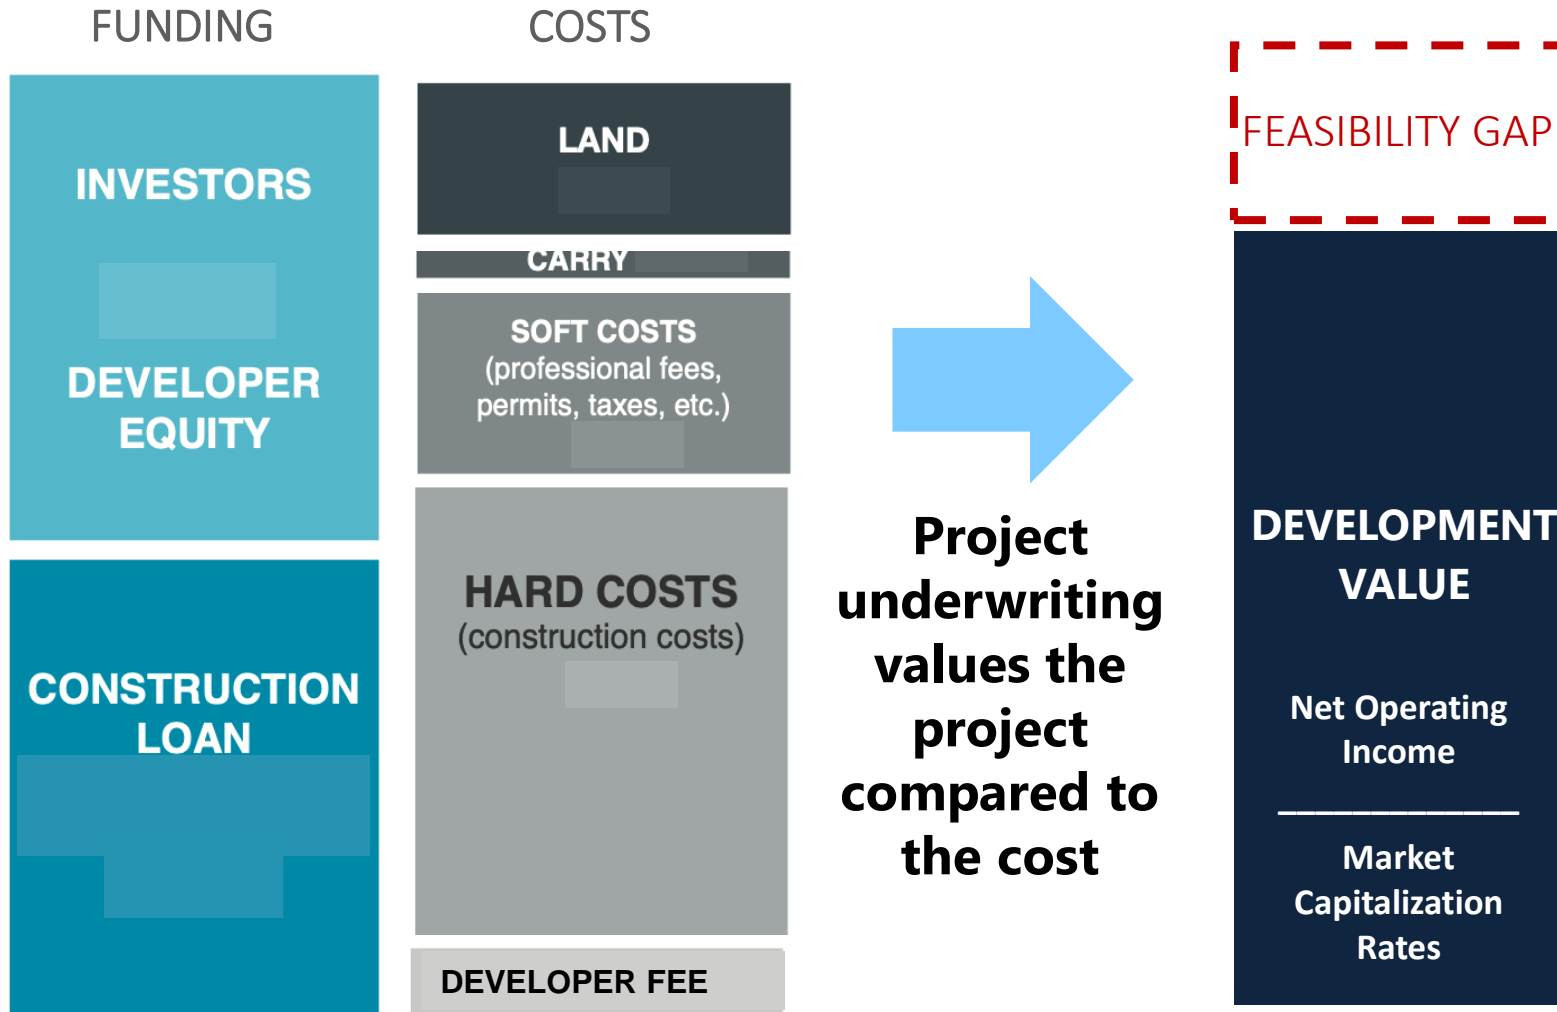 FUNDING
COSTS
INVESTORS
DEVELOPER
EQUITY
CONSTRUCTION
LOAN
LAND
CARRY
SOFT COSTS
(professional fees,
permits, taxes, etc.)
HARD COSTS
(construction costs)
DEVELOPER FEE
Project
underwriting
values the
project
compared to
the cost
FEASIBILITY GAP
DEVELOPMENT
VALUE
Net Operating
Income
_____________
Market
Capitalization
Rates